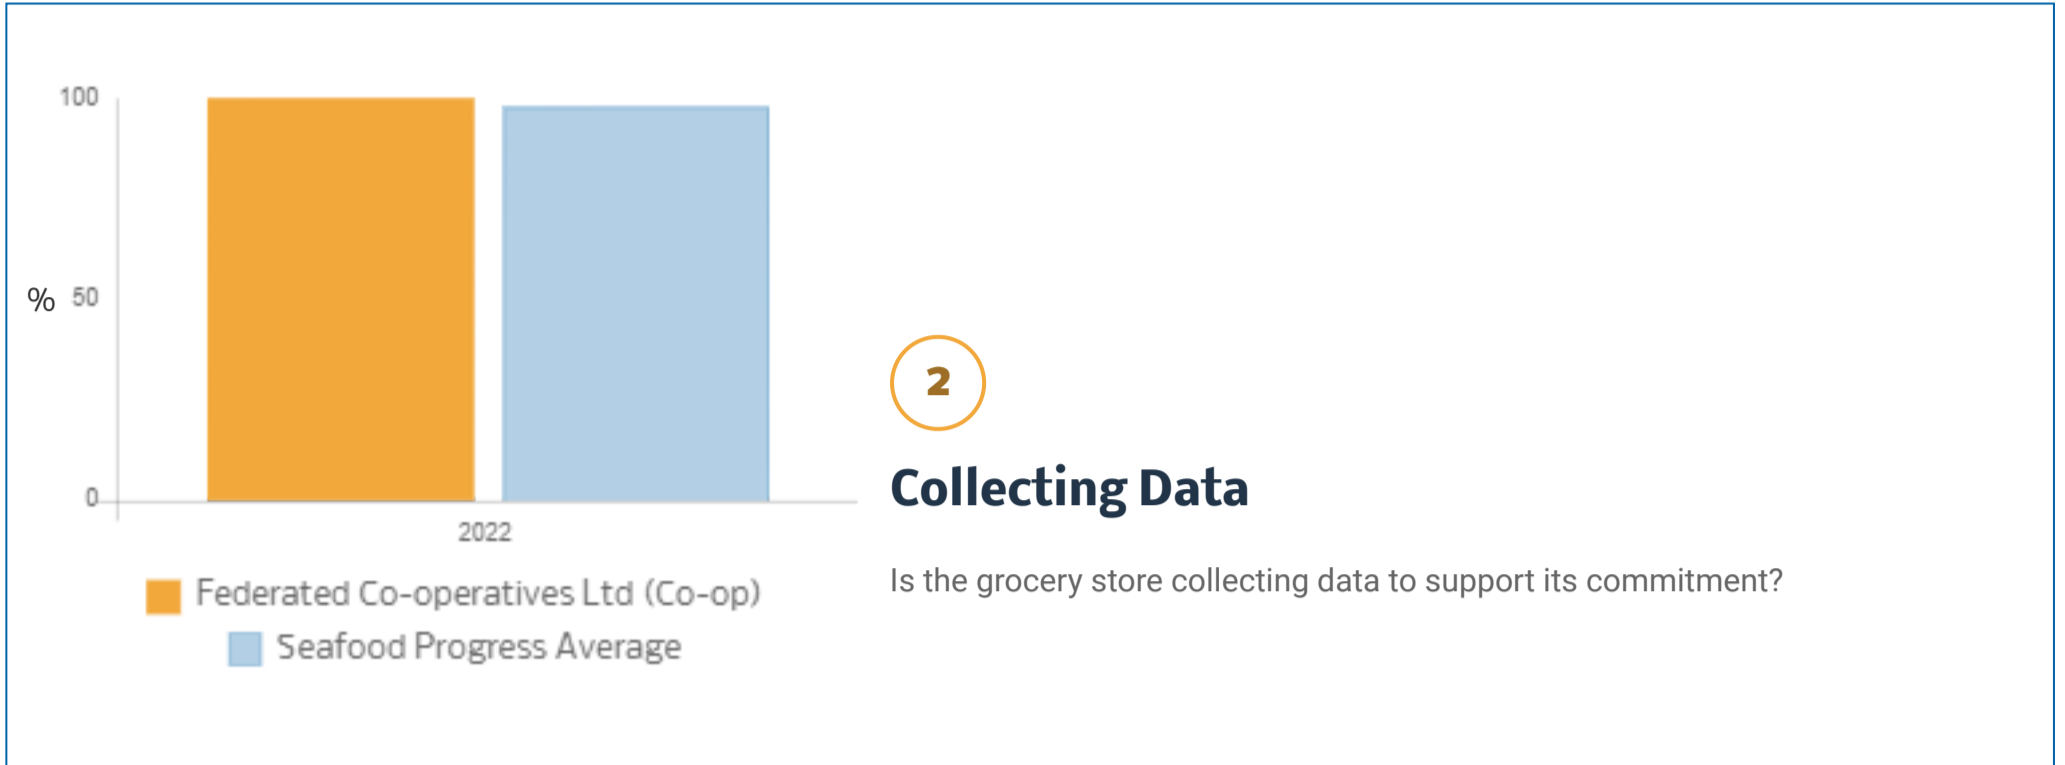 100
% 50
0
2022
Federated Co-operatives Ltd (Co-op)
Seafood Progress Average
2
Collecting Data
Is the grocery store collecting data to support its commitment?